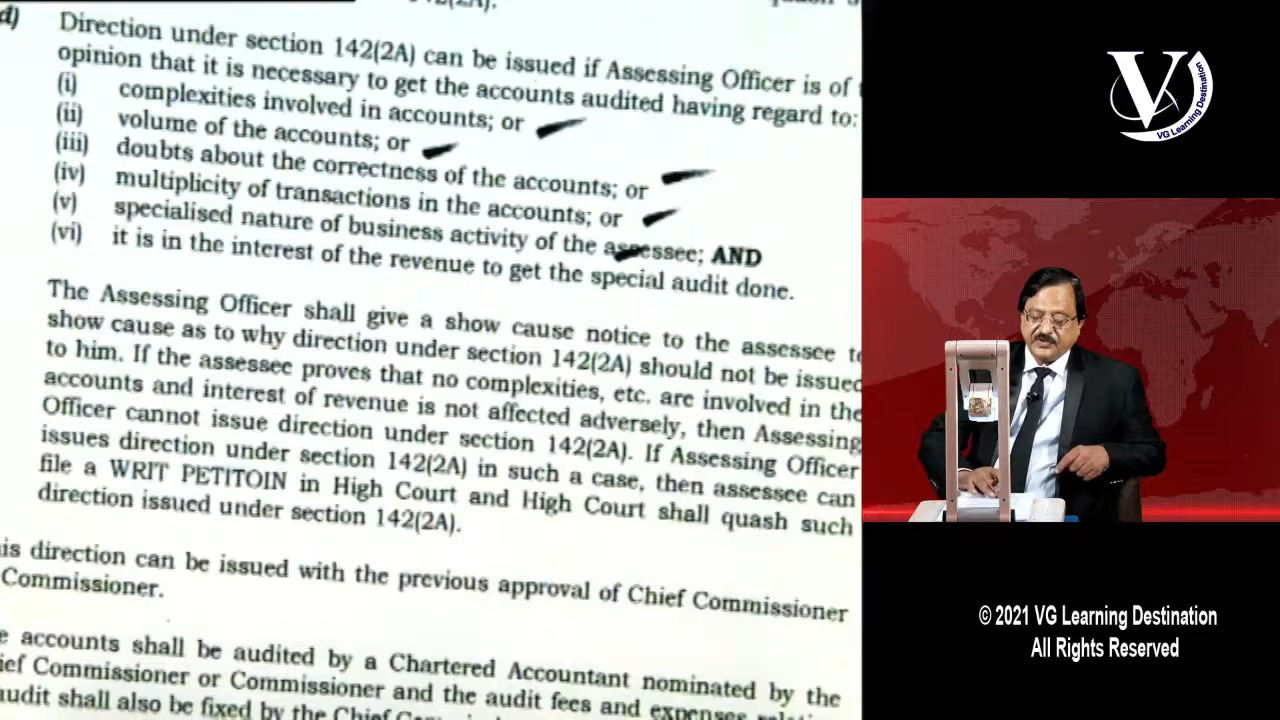 d) Direction under section 142(2A) can be issued if Assessing Officer is of
opinion that it is necessary to get the accounts audited having regard to:
(i) complexities involved in accounts; or
(ii) volume of the accounts; or
(iii) doubts about the correctness of the accounts; or
(iv) multiplicity of transactions in the accounts; or
(v) specialised nature of business activity of the assessee; AND
(vi) it is in the interest of the revenue to get the special audit done.
The Assessing Officer shall give a show cause notice to the assessee to
show cause as to why direction under section 142(2A) should not be issued
to him. If the assessee proves that no complexities, etc. are involved in the
accounts and interest of revenue is not affected adversely, then Assessing
Officer cannot issue direction under section 142(2A). If Assessing Officer
issues direction under section 142(2A) in such a case, then assessee can
file a WRIT PETITOIN in High Court and High Court shall quash such
direction issued under section 142(2A).
is direction can be issued with the previous approval of Chief Commissioner
Commissioner.
e accounts shall be audited by a Chartered Accountant nominated by the
ief Commissioner or Commissioner and the audit fees and expenses
audit shall also be fixed by the Chief
V
VG Learning Destination
© 2021 VG Learning Destination
All Rights Reserved